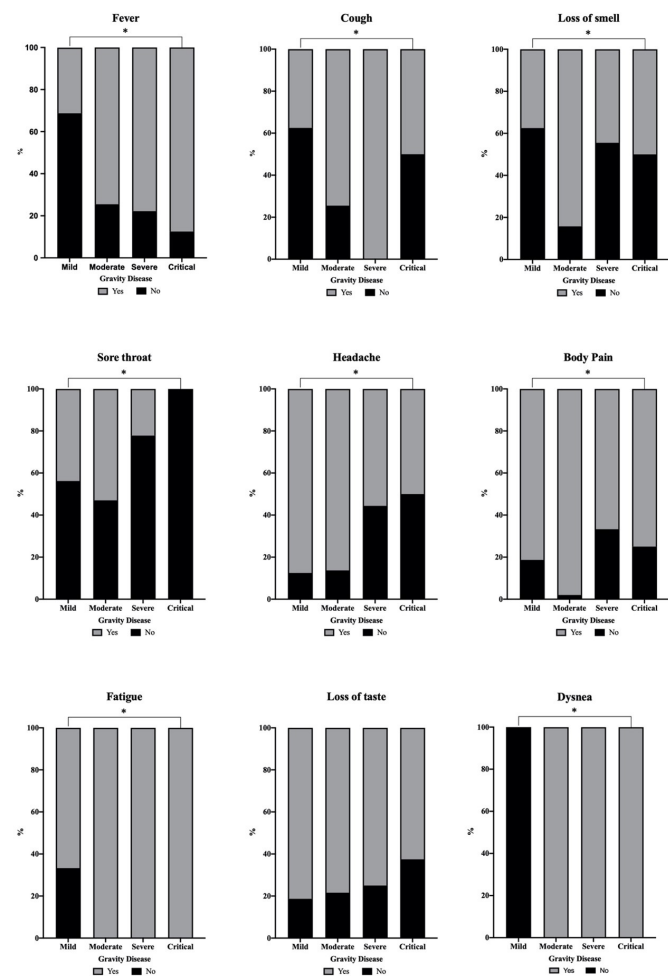 Fever
*
100
80
60
40
20
0
%
Mild Moderate Severe Critical
Gravity Disease
Yes No
Cough
*
100
80
60
40
20
0
%
Mild Moderate Severe Critical
Gravity Disease
Yes No
Loss of smell
*
100
80
60
40
20
0
%
Mild Moderate Severe Critical
Gravity Disease
Yes No
Sore throat
*
100
80
60
40
20
0
%
Mild Moderate Severe Critical
Gravity Disease
Yes No
Headache
*
100
80
60
40
20
0
%
Mild Moderate Severe Critical
Gravity Disease
Yes No
Body Pain
*
100
80
60
40
20
0
%
Mild Moderate Severe Critical
Gravity Disease
Yes No
Fatigue
*
100
80
60
40
20
0
%
Mild Moderate Severe Critical
Gravity Disease
Yes No
Loss of taste
100
80
60
40
20
0
%
Mild Moderate Severe Critical
Gravity Disease
Yes No
Dysnea
*
100
80
60
40
20
0
%
Mild Moderate Severe Critical
Gravity Disease
Yes No